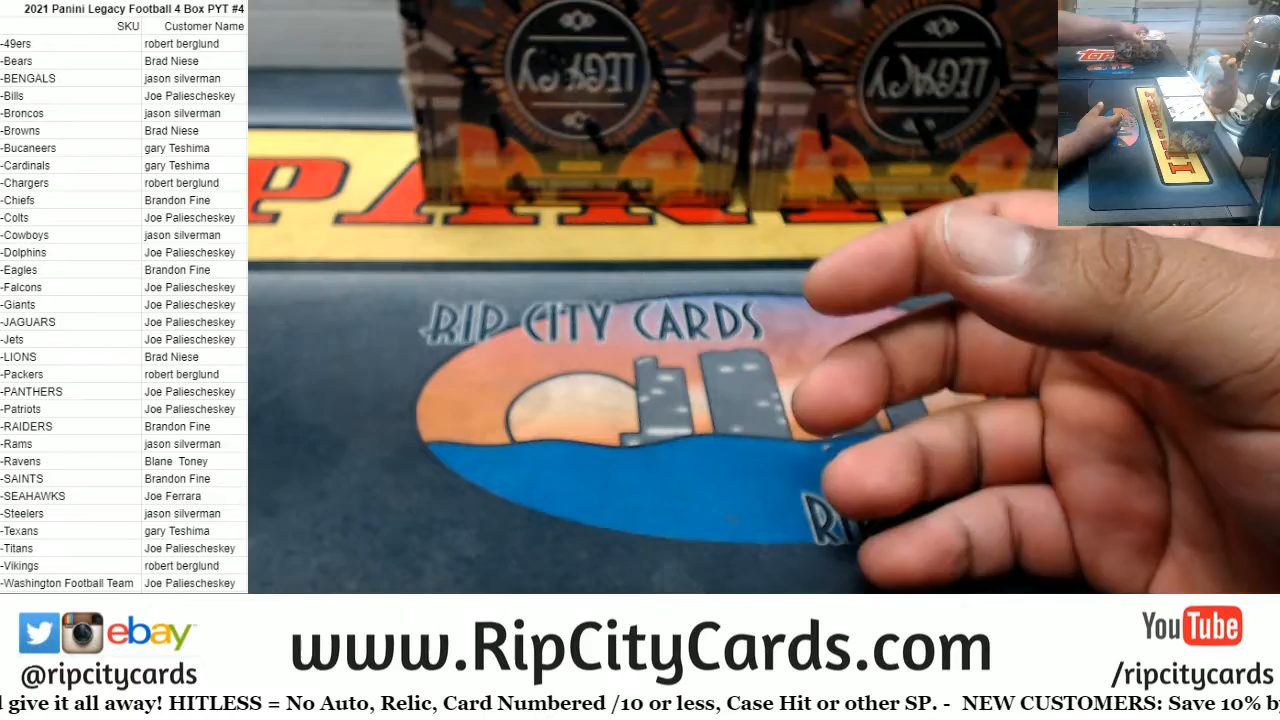 2021 Panini Legacy Football 4 Box PYT #4
SKU Customer Name
-49ers robert berglund
-Bears Brad Niese
-BENGALS jason silverman
-Bills Joe Paliescheskey
-Broncos jason silverman
-Browns Brad Niese
-Bucaneers gary Teshima
-Cardinals gary Teshima
-Chargers robert berglund
-Chiefs Brandon Fine
-Colts Joe Paliescheskey
-Cowboys jason silverman
-Dolphins Joe Paliescheskey
-Eagles Brandon Fine
-Falcons Joe Paliescheskey
-Giants Joe Paliescheskey
-JAGUARS Joe Paliescheskey
-Jets Joe Paliescheskey
-LIONS Brad Niese
-Packers robert berglund
-PANTHERS Joe Paliescheskey
-Patriots Joe Paliescheskey
-RAIDERS Brandon Fine
-Rams jason silverman
-Ravens Blane Toney
-SAINTS Brandon Fine
-SEAHAWKS Joe Ferrara
-Steelers jason silverman
-Texans gary Teshima
-Titans Joe Paliescheskey
-Vikings robert berglund
-Washington Football Team Joe Paliescheskey
LEGACY LEGACY
RIP CITY CARDS
ebay
@ripcitycards
www.RipCityCards.com
YouTube
/ripcitycards
give it all away! HITLESS = No Auto, Relic, Card Numbered /10 or less, Case Hit or other SP. - NEW CUSTOMERS: Save 10%